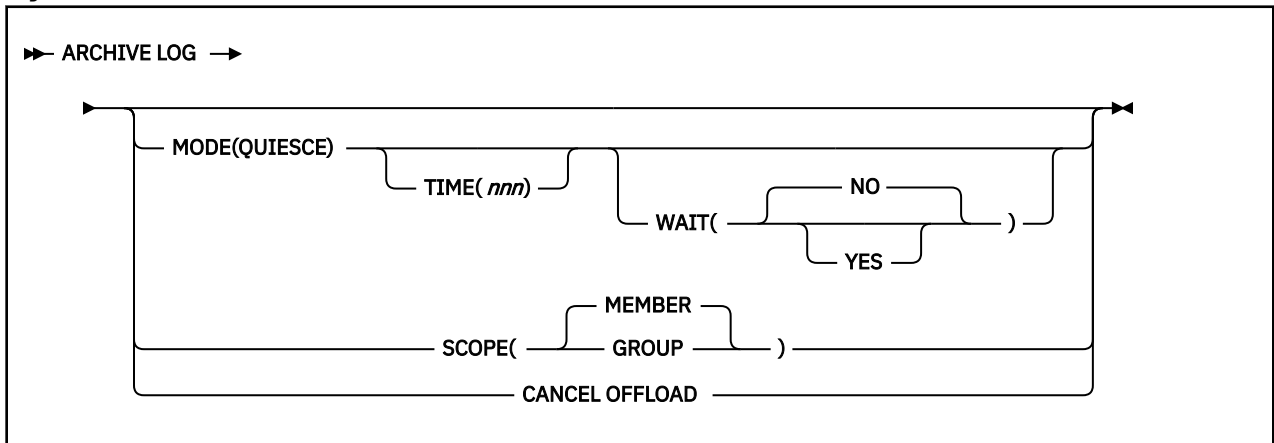 ARCHIVE LOG
MODE(QUIESCE)
TIME( nnn)
WAIT(
NO
YES
)
SCOPE(
MEMBER
GROUP
)
CANCEL OFFLOAD